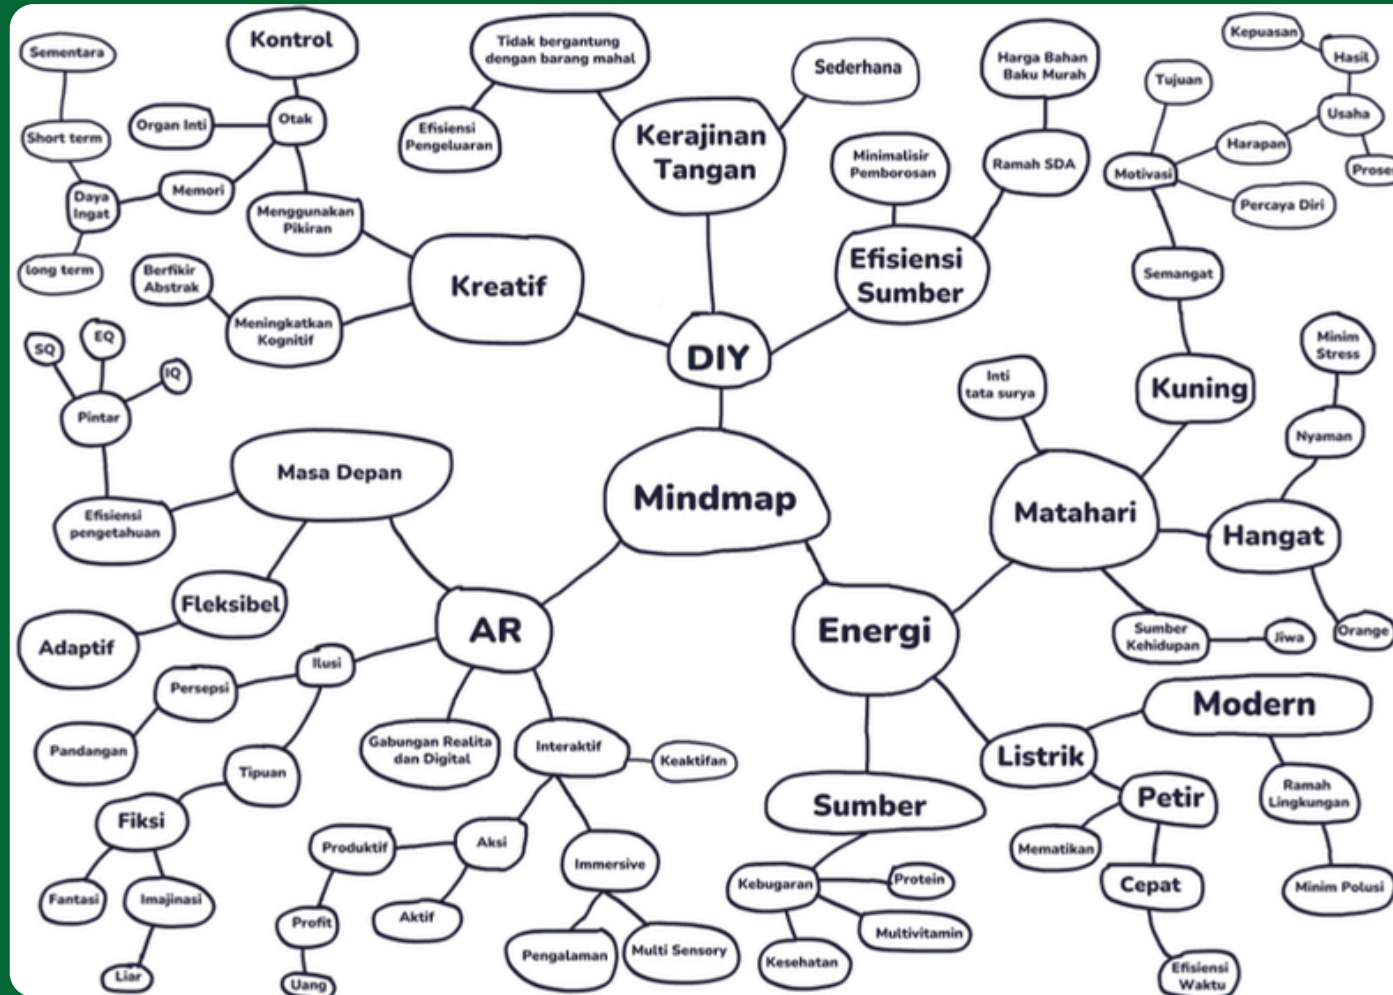 Kontrol
Sementara
Otak
Organ Inti
Short term
Memori
Daya
Ingat
Menggunakan
Pikiran
long term
Berfikir
Abstrak
Meningkatkan
Kognitif
Kreatif
Tidak bergantung
dengan barang mahal
Efisiensi
Pengeluaran
Kerajinan
Tangan
Sederhana
Minimalisir
Pemborosan
Harga Bahan
Baku Murah
Ramah SDA
Efisiensi
Sumber
DIY
Kepuasan
Hasil
Tujuan
Usaha
Harapan
Motivasi
Percaya Diri
Semangat
Kuning
Minim
Stress
Nyaman
Inti
tata surya
Matahari
Hangat
Orange
Sumber
Kehidupan
Jiwa
SQ
EQ
IQ
Pintar
Masa Depan
Efisiensi
pengetahuan
Fleksibel
Adaptif
Mindmap
AR
Energi
Ilusi
Persepsi
Pandangan
Tipuan
Fiksi
Fantasi
Imajinasi
Liar
Gabungan Realita
dan Digital
Interaktif
Keaktifan
Aksi
Produktif
Aktif
Profit
Uang
Immersive
Pengalaman
Multi Sensory
Sumber
Kebugaran
Protein
Multivitamin
Kesehatan
Listrik
Modern
Petir
Mematikan
Cepat
Efisiensi
Waktu
Ramah
Lingkungan
Minim Polusi